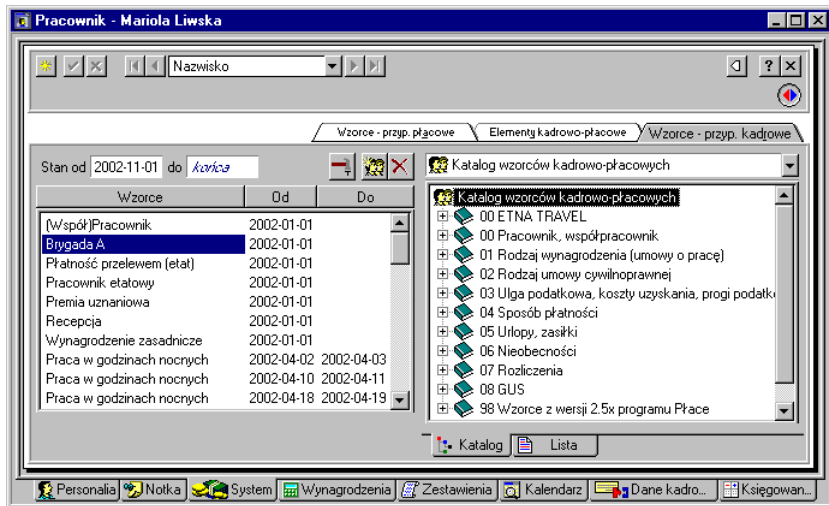 Pracownik - Mariola Liwska
Nazwisko
Wzorce - przyp. płacowe
Elementy kadrowo-płacowe
Wzorce - przyp. kadrowe
Stan od 2002-11-01 do końca
Katalog wzorców kadrowo-płacowych
Wzorce Od Do
(Współ)Pracownik 2002-01-01
Brygada A 2002-01-01
Płatność przelewem (etat) 2002-01-01
Pracownik etatowy 2002-01-01
Premia uznaniowa 2002-01-01
Recepcja 2002-01-01
Wynagrodzenie zasadnicze 2002-01-01
Praca w godzinach nocnych 2002-04-02 2002-04-03
Praca w godzinach nocnych 2002-04-10 2002-04-11
Praca w godzinach nocnych 2002-04-18 2002-04-19
Katalog wzorców kadrowo-płacowych
00 ETNA TRAVEL
00 Pracownik, współpracownik
01 Rodzaj wynagrodzenia (umowy o pracę)
02 Rodzaj umowy cywilnoprawnej
03 Ulga podatkowa, koszty uzyskania, progi podatk
04 Sposób płatności
05 Urlopy, zasiłki
06 Nieobecności
07 Rozliczenia
08 GUS
98 Wzorce z wersji 2.5x programu Płace
Katalog
Lista
Personalia
Notka
System
Wynagrodzenia
Zestawienia
Kalendarz
Dane kadro...
Księgowan...